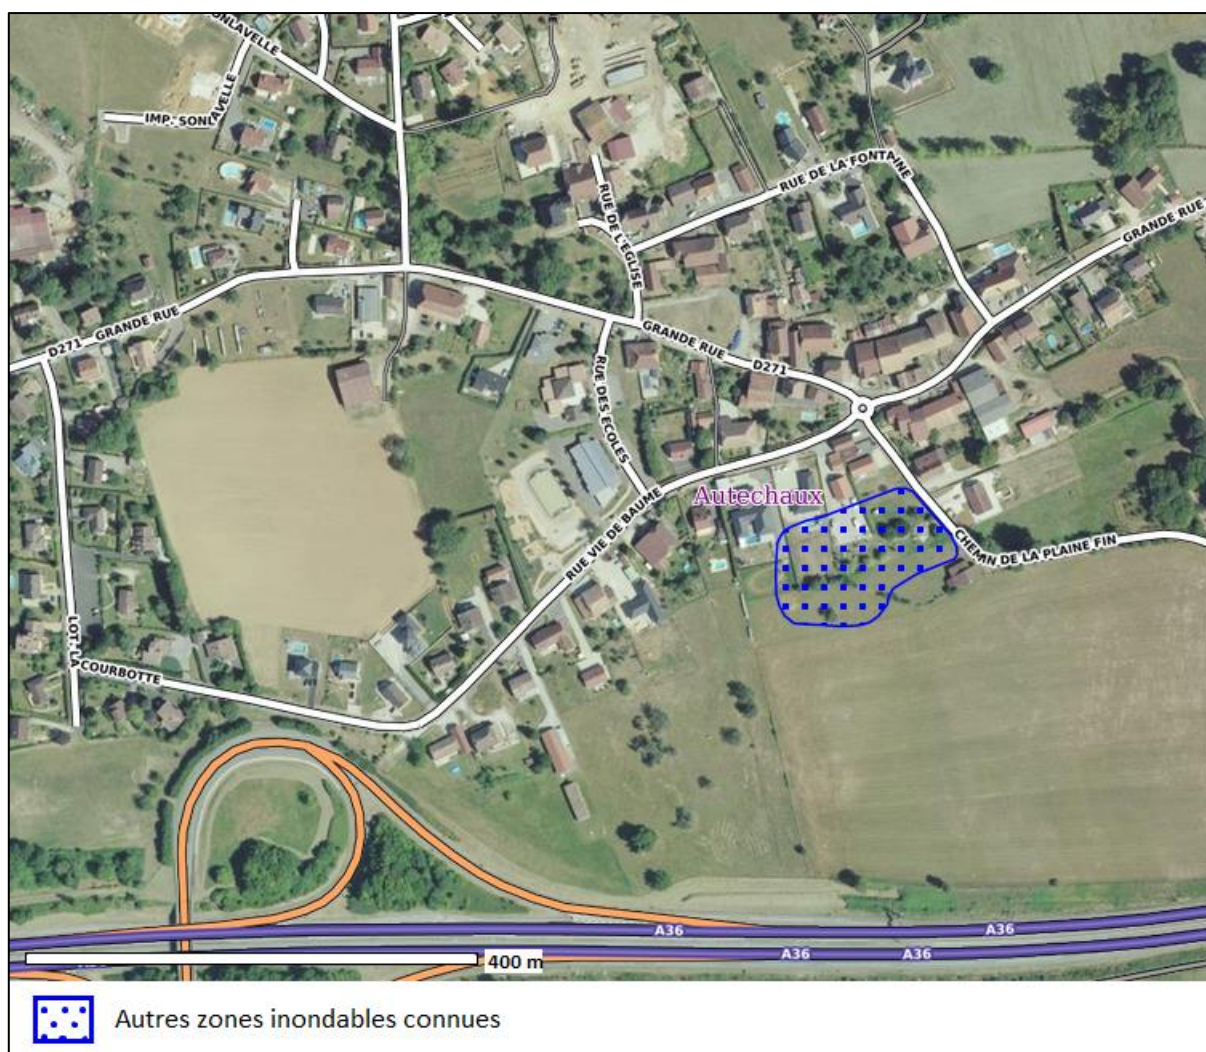 ONLAVELLE
IMP. SONLAVELLE
RUE DE LA FONTAINE
RUE DE L'EGLISE
GRANDE RUE
D271 GRANDE RUE
GRANDE RUE D271
RUE DES ECOLES
Autechaux
RUE VIE DE BAUME
CHEMIN DE LA PLAINE FIN
LOT. LA COURBOTTE
A36
A36
A36
A36
400 m
Autres zones inondables connues